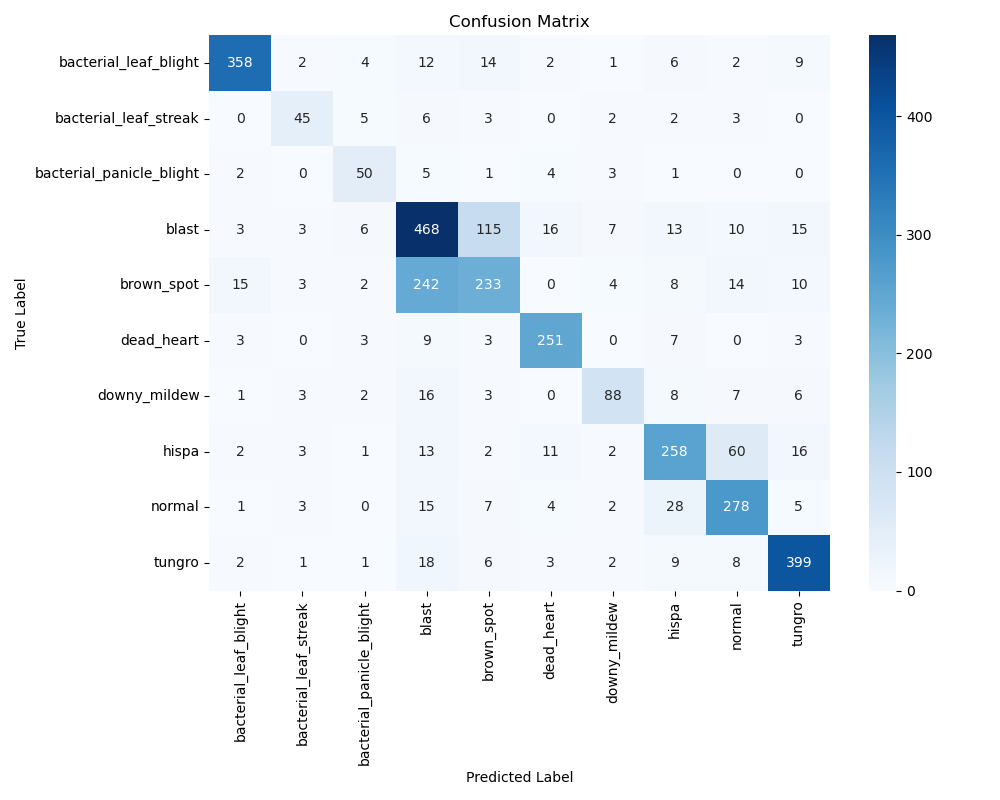 Confusion Matrix
True Label
bacterial_leaf_blight 358 2 4 12 14 2 1 6 2 9
bacterial_leaf_streak 0 45 5 6 3 0 2 2 3 0
bacterial_panicle_blight 2 0 50 5 1 4 3 1 0 0
blast 3 3 6 468 115 16 7 13 10 15
brown_spot 15 3 2 242 233 0 4 8 14 10
dead_heart 3 0 3 9 3 251 0 7 0 3
downy_mildew 1 3 2 16 3 0 88 8 7 6
hispa 2 3 1 13 2 11 2 258 60 16
normal 1 3 0 15 7 4 2 28 278 5
tungro 2 1 1 18 6 3 2 9 8 399
bacterial_leaf_blight
bacterial_leaf_streak
bacterial_panicle_blight
blast
brown_spot
dead_heart
downy_mildew
hispa
normal
tungro
Predicted Label
400
300
200
100
0